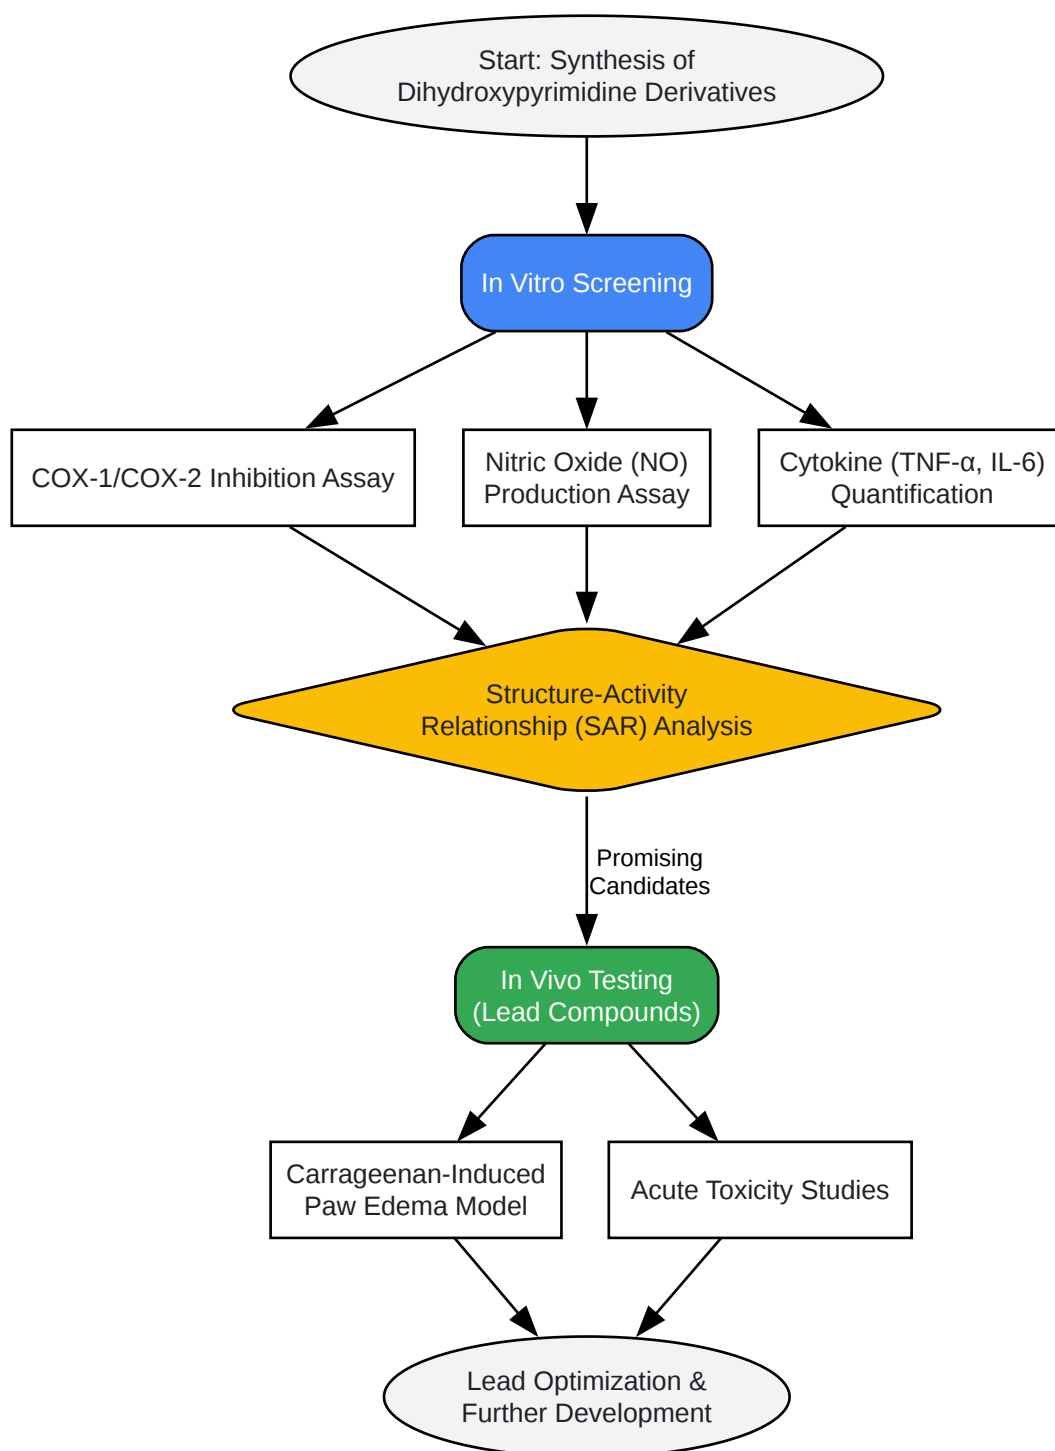 Start: Synthesis of
Dihydroxypyrimidine Derivatives
In Vitro Screening
COX-1/COX-2 Inhibition Assay
Nitric Oxide (NO)
Production Assay
Cytokine (TNF-α, IL-6)
Quantification
Structure-Activity
Relationship (SAR) Analysis
Promising
Candidates
In Vivo Testing
(Lead Compounds)
Carrageenan-Induced
Paw Edema Model
Acute Toxicity Studies
Lead Optimization &
Further Development